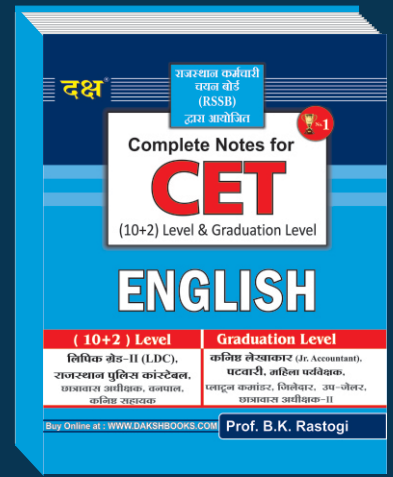 दक्ष®
राजस्थान कर्मचारी
चयन बोर्ड
(RSSB)
द्वारा आयोजित
No.1
Complete Notes for
CET
(10+2) Level & Graduation Level
ENGLISH
( 10+2 ) Level
लिपिक ग्रेड-II (LDC),
राजस्थान पुलिस कांस्टेबल,
छात्रावास अधीक्षक, वनपाल,
कनिष्ठ सहायक
Graduation Level
कनिष्ठ लेखाकार (Jr. Accountant),
पटवारी, महिला पर्यवेक्षक,
प्लाटून कमांडर, जिलेदार, उप-जेलर,
छात्रावास अधीक्षक-II
Buy Online at : WWW.DAKSHBOOKS.COM
Prof. B.K. Rastogi